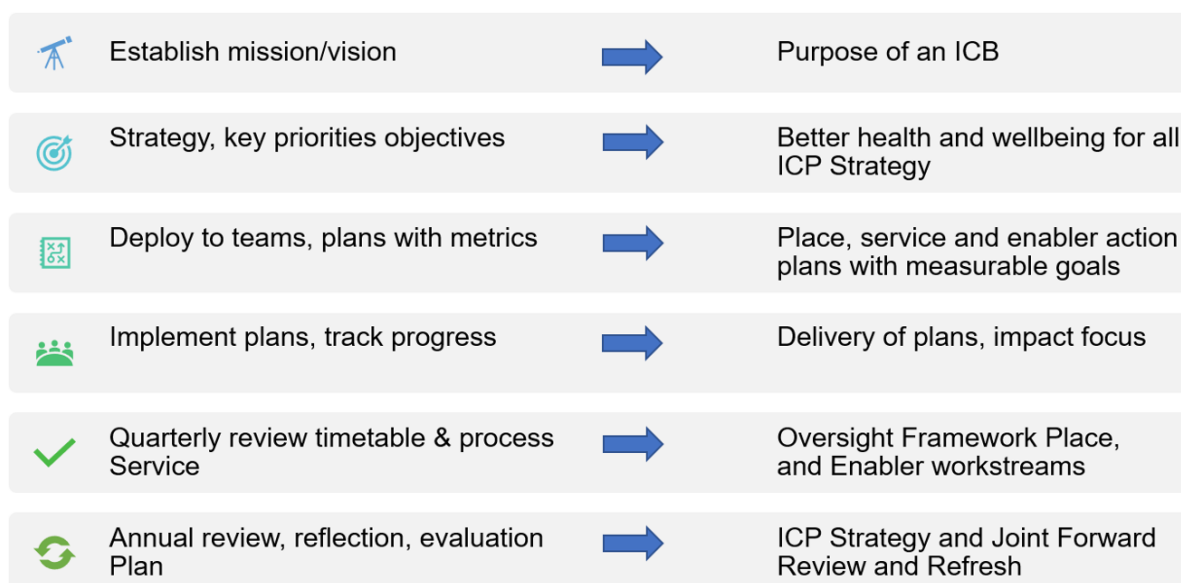 Establish mission/vision
Purpose of an ICB
Strategy, key priorities objectives
Better health and wellbeing for all
ICP Strategy
Deploy to teams, plans with metrics
Place, service and enabler action
plans with measurable goals
Implement plans, track progress
Delivery of plans, impact focus
Quarterly review timetable & process
Service
Oversight Framework Place,
and Enabler workstreams
Annual review, reflection, evaluation
Plan
ICP Strategy and Joint Forward
Review and Refresh